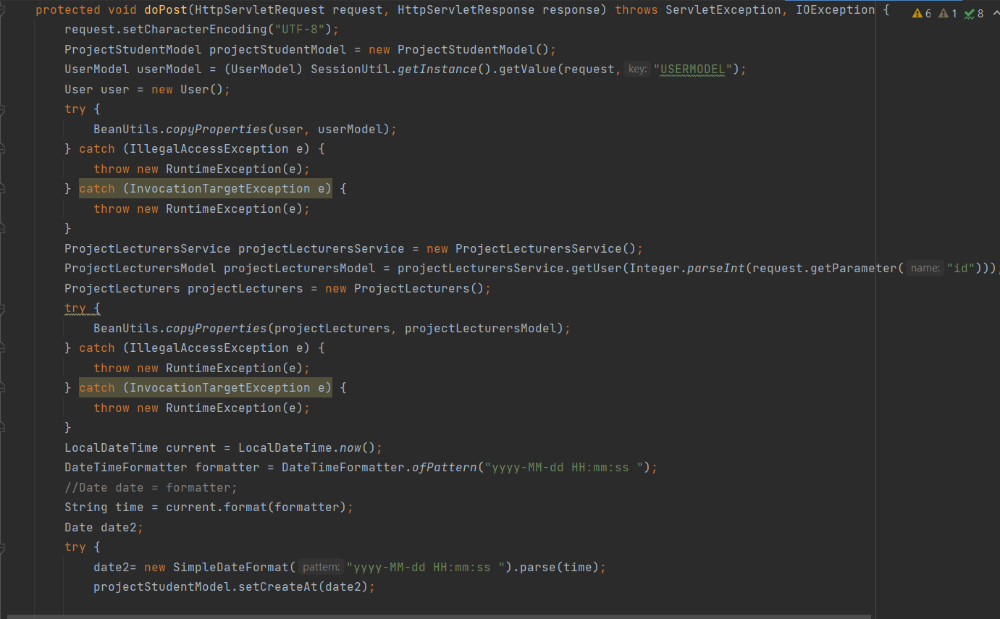 protected void doPost(HttpServletRequest request, HttpServletResponse response) throws ServletException, IOException { 6 1 8
request.setCharacterEncoding("UTF-8");
ProjectStudentModel projectStudentModel = new ProjectStudentModel();
UserModel userModel = (UserModel) SessionUtil.getInstance().getValue(request, key: "USERMODEL");
User user = new User();
try {
BeanUtils.copyProperties(user, userModel);
} catch (IllegalAccessException e) {
throw new RuntimeException(e);
} catch (InvocationTargetException e) {
throw new RuntimeException(e);
}
ProjectLecturersService projectLecturersService = new ProjectLecturersService();
ProjectLecturersModel projectLecturersModel = projectLecturersService.getUser(Integer.parseInt(request.getParameter( name: "id")));
ProjectLecturers projectLecturers = new ProjectLecturers();
try {
BeanUtils.copyProperties(projectLecturers, projectLecturersModel);
} catch (IllegalAccessException e) {
throw new RuntimeException(e);
} catch (InvocationTargetException e) {
throw new RuntimeException(e);
}
LocalDateTime current = LocalDateTime.now();
DateTimeFormatter formatter = DateTimeFormatter.ofPattern("yyyy-MM-dd HH:mm:ss ");
//Date date = formatter;
String time = current.format(formatter);
Date date2;
try {
date2= new SimpleDateFormat( pattern: "yyyy-MM-dd HH:mm:ss ").parse(time);
projectStudentModel.setCreateAt(date2);